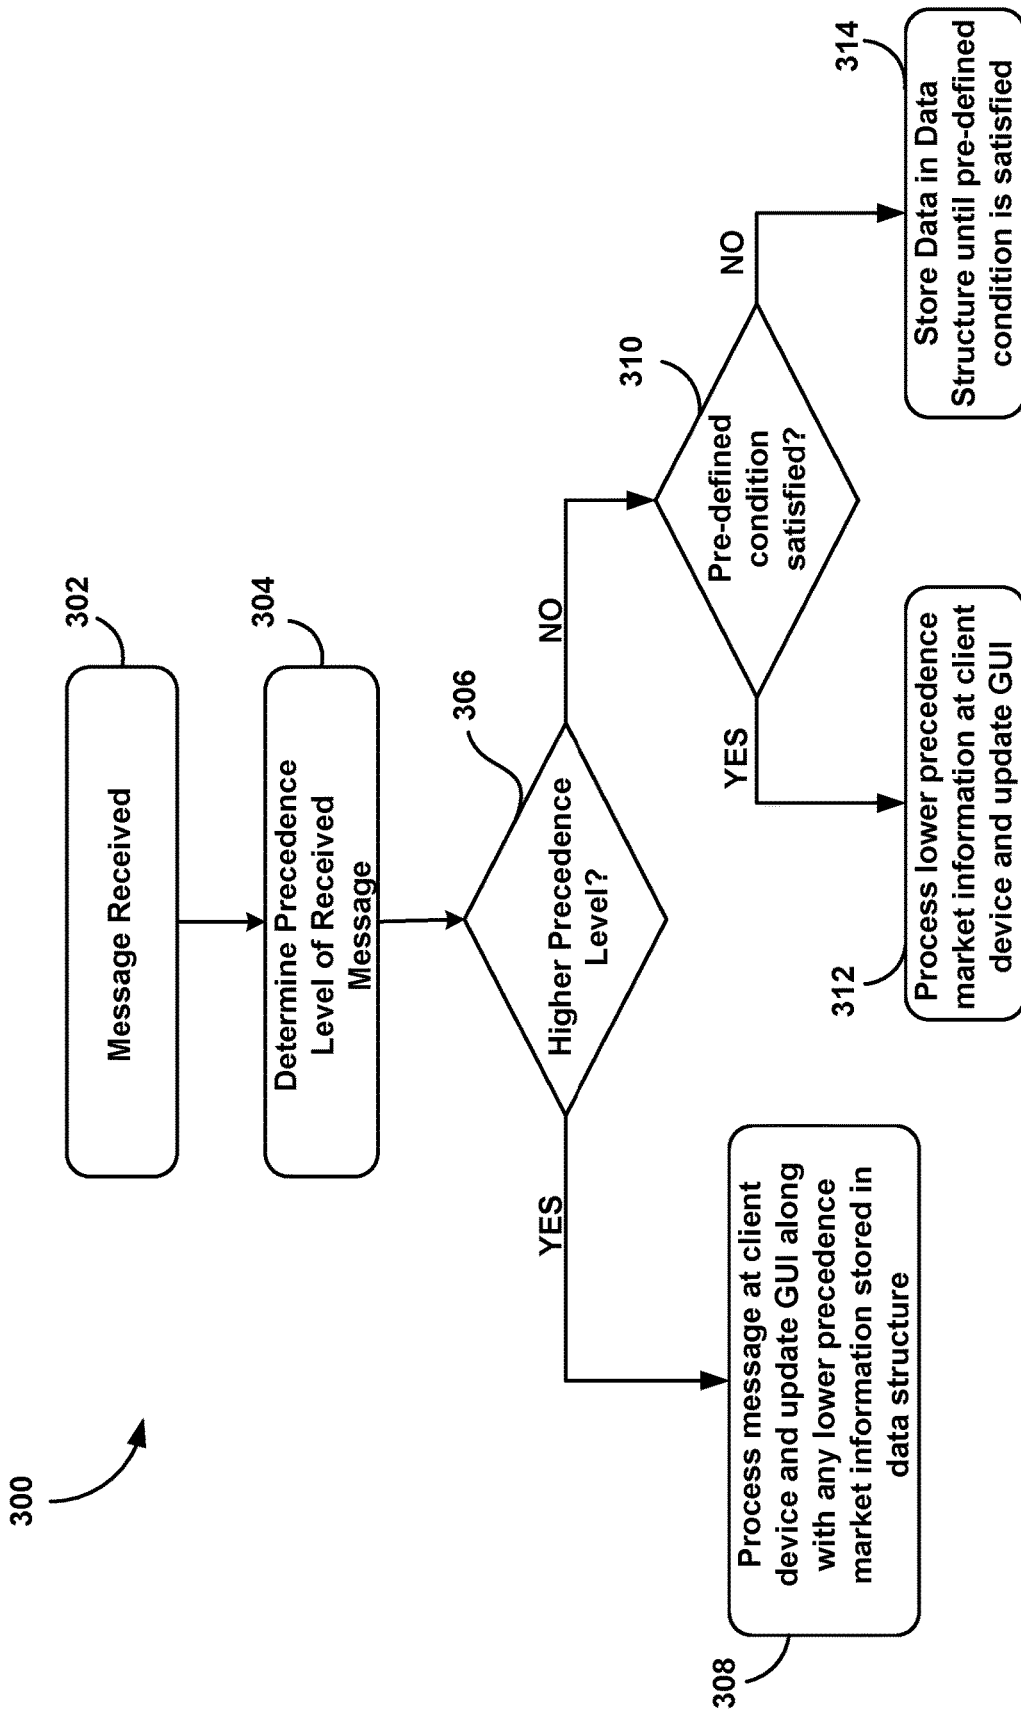 300
302
Message Received
304
Determine Precedence
Level of Received
Message
306
Higher Precedence
Level?
YES
NO
308
Process message at client
device and update GUI along
with any lower precedence
market information stored in
data structure
310
Pre-defined
condition
satisfied?
YES
NO
312
Process lower precedence
market information at client
device and update GUI
314
Store Data in Data
Structure until pre-defined
condition is satisfied